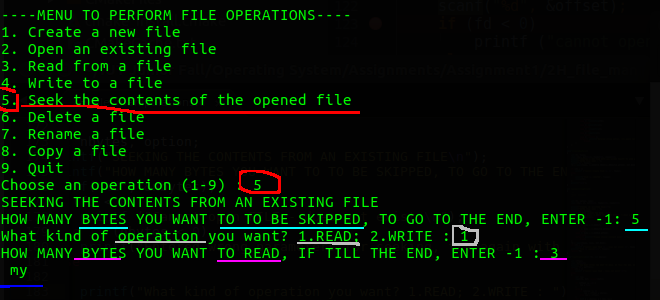 ----MENU TO PERFORM FILE OPERATIONS----
1. Create a new file
2. Open an existing file
3. Read from a file
4. Write to a file
5. Seek the contents of the opened file
6. Delete a file
7. Rename a file
8. Copy a file
9. Quit
Choose an operation (1-9) : 5
SEEKING THE CONTENTS FROM AN EXISTING FILE
HOW MANY BYTES YOU WANT TO TO BE SKIPPED, TO GO TO THE END, ENTER -1: 5
What kind of operation you want? 1.READ; 2.WRITE : 1
HOW MANY BYTES YOU WANT TO READ, IF TILL THE END, ENTER -1 : 3
my